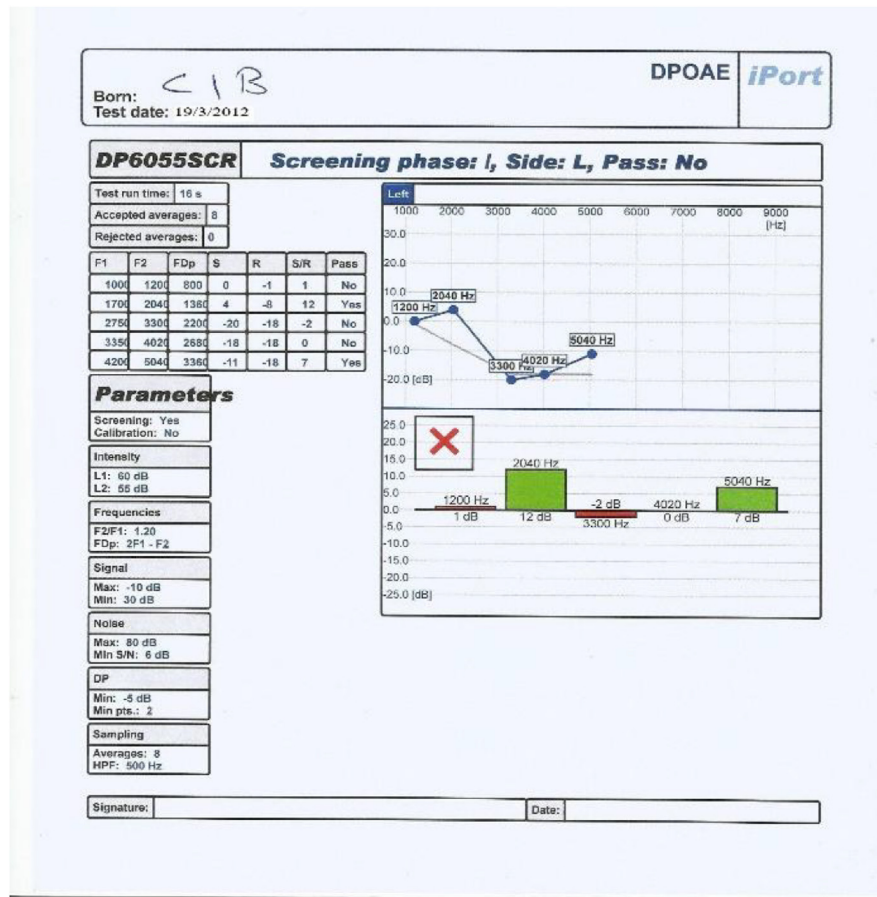 DPOAE iPort
Born: C I B
Test date: 19/3/2012
DP6055SCR Screening phase: I, Side: L, Pass: No
Test run time: 16 s
Accepted averages: 8
Rejected averages: 0
F1 F2 FDp S R S/R Pass
1000 1200 800 0 -1 1 No
1700 2040 1360 4 -8 12 Yes
2750 3300 2200 -20 -18 -2 No
3350 4020 2680 -18 -18 0 No
4200 5040 3360 -11 -18 7 Yes
Parameters
Screening: Yes
Calibration: No
Intensity
L1: 60 dB
L2: 55 dB
Frequencies
F2/F1: 1.20
FDp: 2F1 - F2
Signal
Max: -10 dB
Min: 30 dB
Noise
Max: 80 dB
Min S/N: 6 dB
DP
Min: -5 dB
Min pts.: 2
Sampling
Averages: 8
HPF: 500 Hz
Left
1000 2000 3000 4000 5000 6000 7000 8000 9000
[Hz]
30.0
20.0
10.0
2040 Hz
1200 Hz
0.0
5040 Hz
-10.0
3300 Hz 4020 Hz
-20.0 [dB]
25.0
20.0
15.0
2040 Hz
10.0
5040 Hz
5.0
1200 Hz -2 dB 4020 Hz
0.0
1 dB 12 dB 3300 Hz 0 dB 7 dB
-5.0
-10.0
-15.0
-20.0
-25.0 [dB]
Signature: Date: